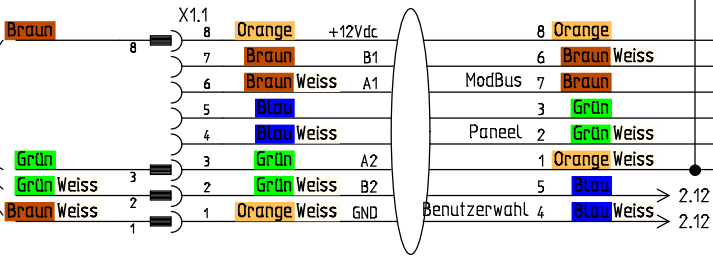 X1.1
Braun 8 8 Orange +12Vdc 8 Orange
7 Braun B1 6 Braun Weiss
6 Braun Weiss A1 ModBus 7 Braun
5 Blau 3 Grün
4 Blau Weiss Paneel 2 Grün Weiss
Grün 3 3 Grün A2 1 Orange Weiss
Grün Weiss 2 2 Grün Weiss B2 5 Blau 2.12
Braun Weiss 1 1 Orange Weiss GND Benutzerwahl 4 Blau Weiss 2.12